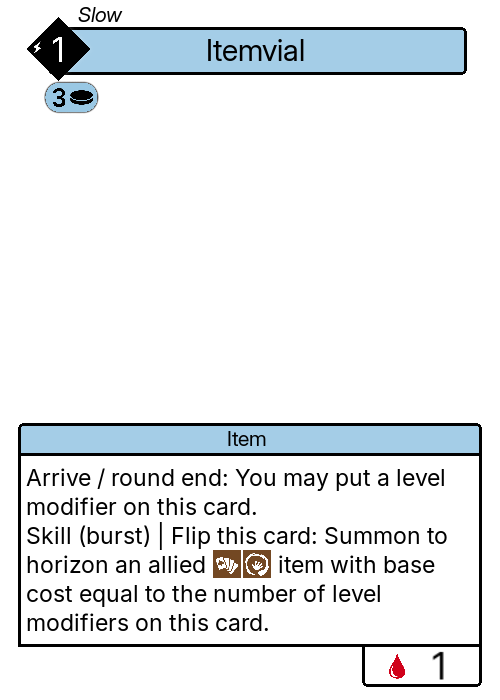 Slow
1 Itemvial
3
Item
Arrive / round end: You may put a level
modifier on this card.
Skill (burst) | Flip this card: Summon to
horizon an allied item with base
cost equal to the number of level
modifiers on this card.
1